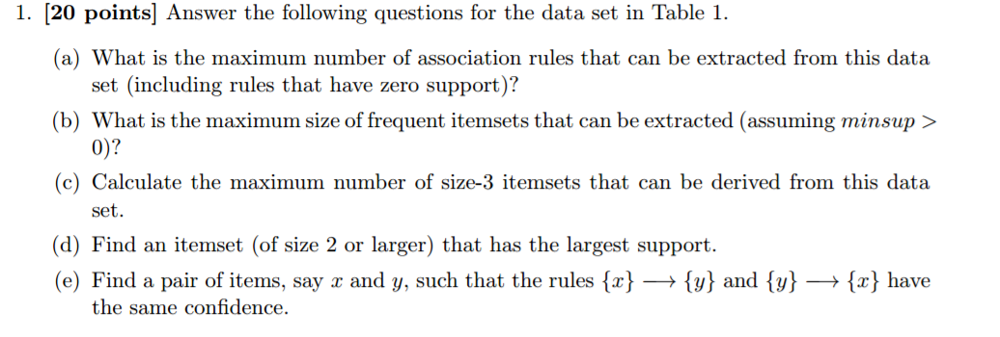 1. [20 points] Answer the following questions for the data set in Table 1.
(a) What is the maximum number of association rules that can be extracted from this data
set (including rules that have zero support)?
(b) What is the maximum size of frequent itemsets that can be extracted (assuming minsup >
0)?
(c) Calculate the maximum number of size-3 itemsets that can be derived from this data
set.
(d) Find an itemset (of size 2 or larger) that has the largest support.
(e) Find a pair of items, say x and y, such that the rules {x} ⟶ {y} and {y} ⟶ {x} have
the same confidence.